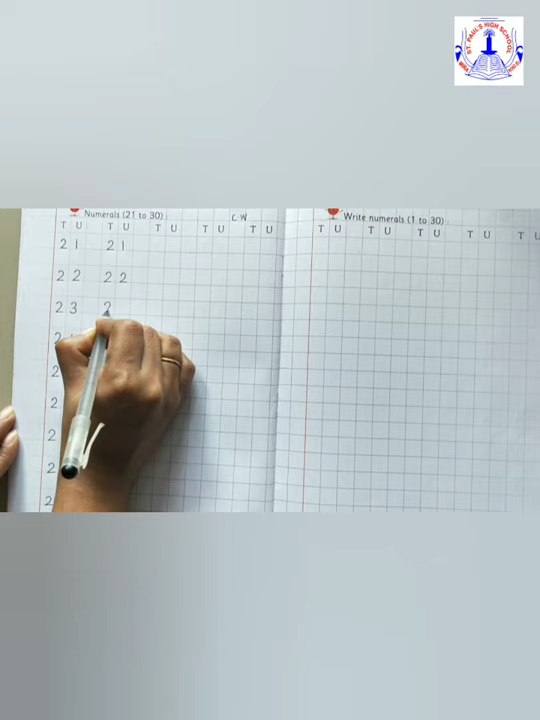 ST. PAUL'S HIGH SCHOOL
Numerals (21 to 30) :
C.W
T U T U T U T U T U
2 1 2 1
2 2 2 2
2 3 2
2
2
2
2
2
2
Write numerals (1 to 30) :
T U T U T U T U T U